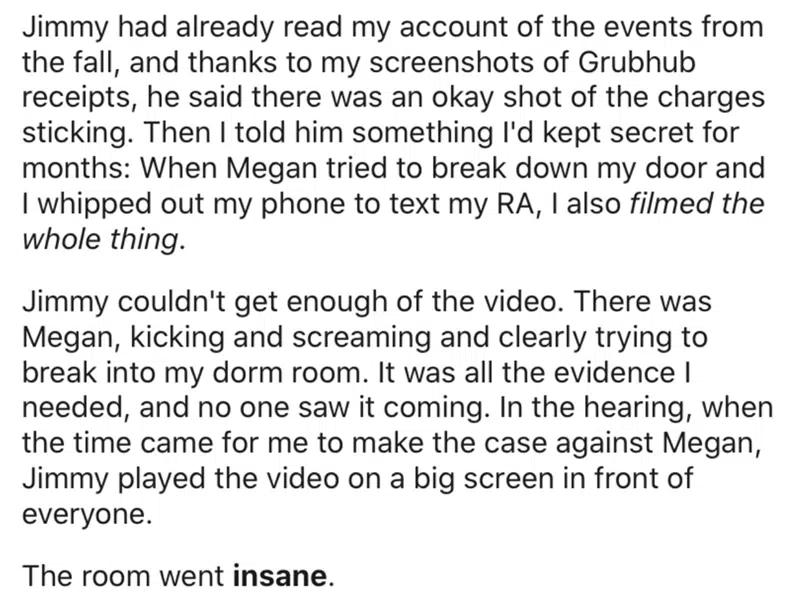 Jimmy had already read my account of the events from
the fall, and thanks to my screenshots of Grubhub
receipts, he said there was an okay shot of the charges
sticking. Then I told him something I'd kept secret for
months: When Megan tried to break down my door and
I whipped out my phone to text my RA, I also filmed the
whole thing.
Jimmy couldn't get enough of the video. There was
Megan, kicking and screaming and clearly trying to
break into my dorm room. It was all the evidence I
needed, and no one saw it coming. In the hearing, when
the time came for me to make the case against Megan,
Jimmy played the video on a big screen in front of
everyone.
The room went insane.